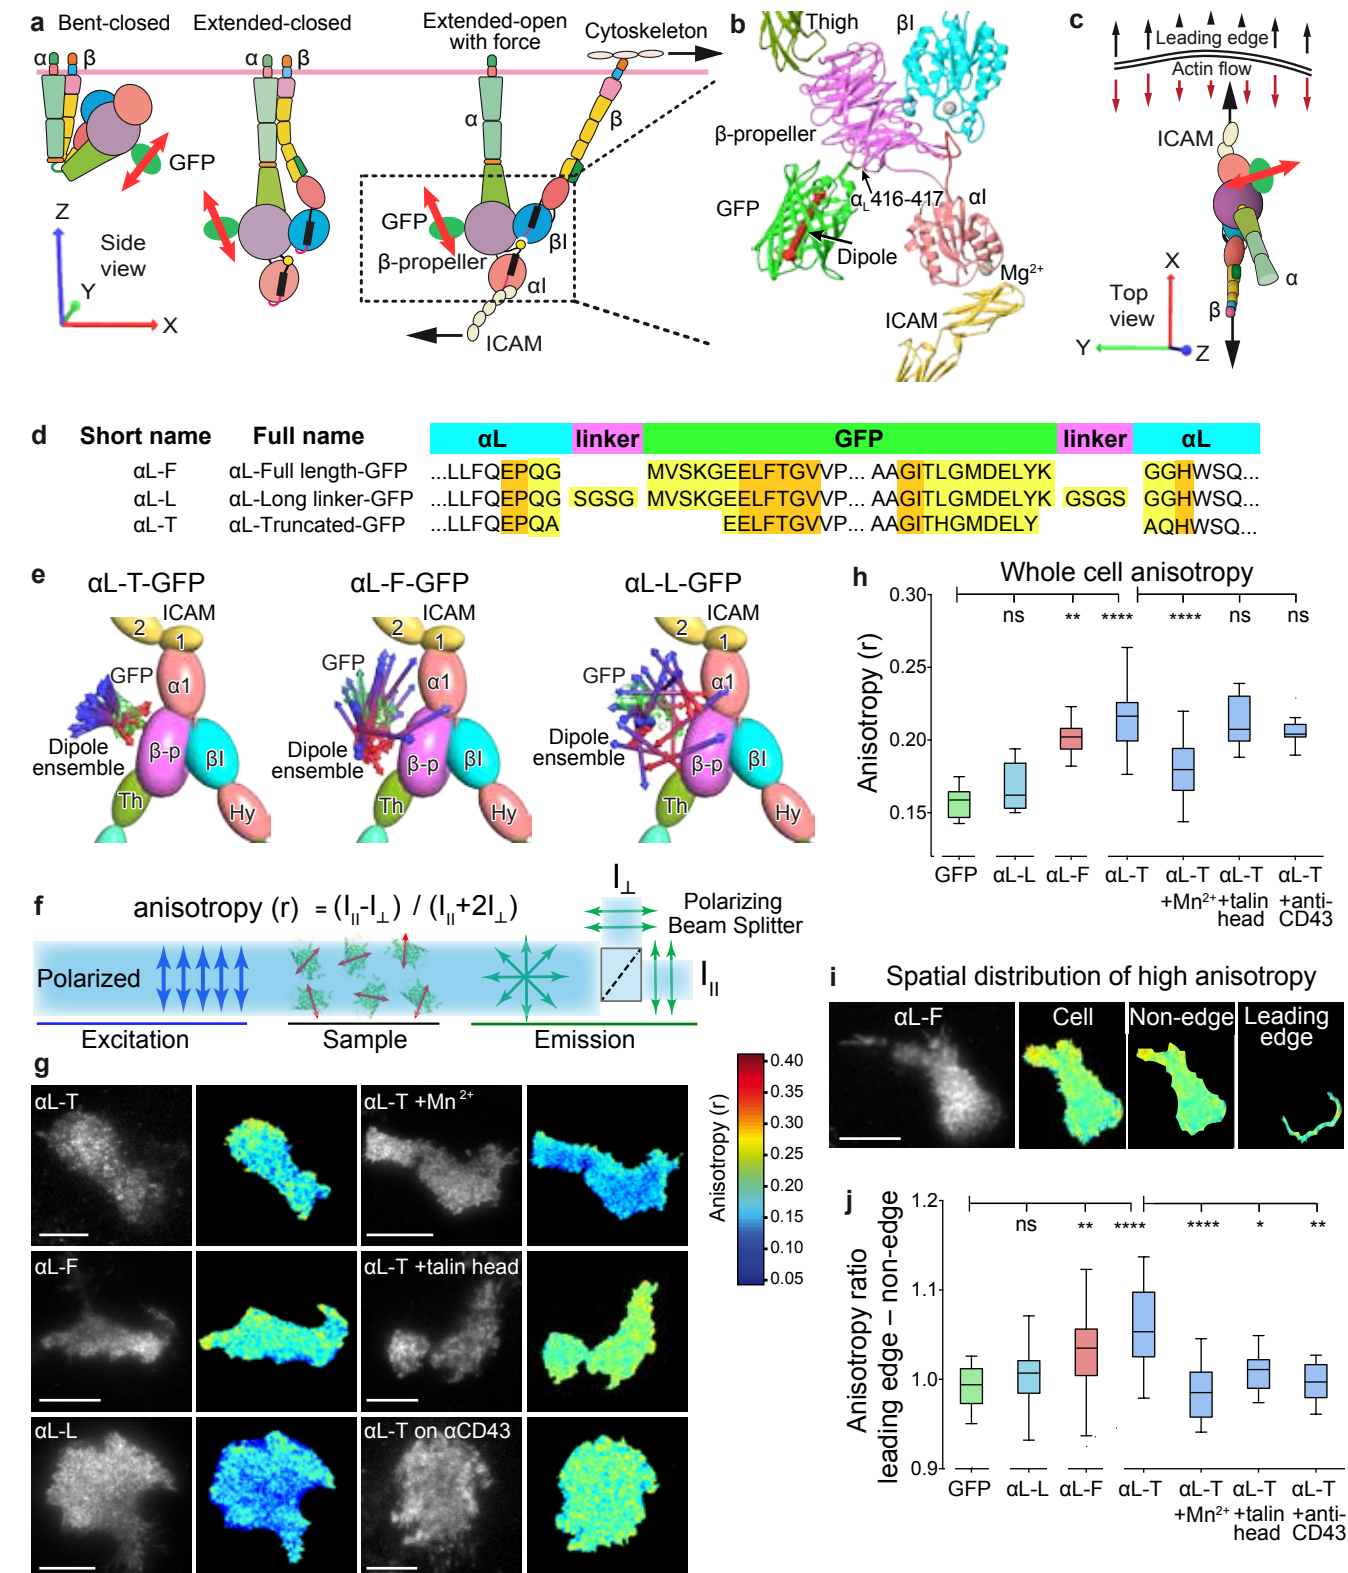 a
Bent-closed
Extended-closed
Extended-open
with force
Cytoskeleton
α β
α β
α
β
GFP
GFP
GFP
β-propeller
βI
αI
ICAM
Z
Side
view
Y
X
b
Thigh
βI
β-propeller
GFP
αL416-417
αI
Dipole
Mg2+
ICAM
c
Leading edge
Actin flow
ICAM
X
Top
view
α
β
Y
Z
d Short name Full name αL linker GFP linker αL
αL-F αL-Full length-GFP ...LLFQEPQG MVSKGEELFTGVVP... AAGITLGMDELYK GGHWSQ...
αL-L αL-Long linker-GFP ...LLFQEPQG SGSG MVSKGEELFTGVVP... AAGITLGMDELYK GSGS GGHWSQ...
αL-T αL-Truncated-GFP ...LLFQEPQA EELFTGVVP... AAGITHGMDELY AQHWSQ...
e
αL-T-GFP
ICAM
2 1
GFP
α1
Dipole
ensemble
β-p
βI
Th
Hy
αL-F-GFP
ICAM
2 1
GFP
α1
Dipole
ensemble
β-p
βI
Th
Hy
αL-L-GFP
ICAM
2 1
GFP
α1
Dipole
ensemble
β-p
βI
Th
Hy
f
anisotropy (r) = (I||-I⊥) / (I||+2I⊥)
I⊥
Polarizing
Beam Splitter
I||
Polarized
Excitation
Sample
Emission
g
αL-T
αL-T +Mn2+
αL-F
αL-T +talin head
αL-L
αL-T on αCD43
Anisotropy (r)
0.40
0.35
0.30
0.25
0.20
0.15
0.10
0.05
h
Whole cell anisotropy
Anisotropy (r)
0.30
0.25
0.20
0.15
ns ** **** **** ns ns
GFP αL-L αL-F αL-T αL-T αL-T αL-T
+Mn2+ +talin +anti-
head CD43
i
Spatial distribution of high anisotropy
αL-F
Cell
Non-edge
Leading
edge
j
Anisotropy ratio
leading edge – non-edge
1.2
1.1
1.0
0.9
ns ** **** **** * **
GFP αL-L αL-F αL-T αL-T αL-T αL-T
+Mn2+ +talin +anti-
head CD43